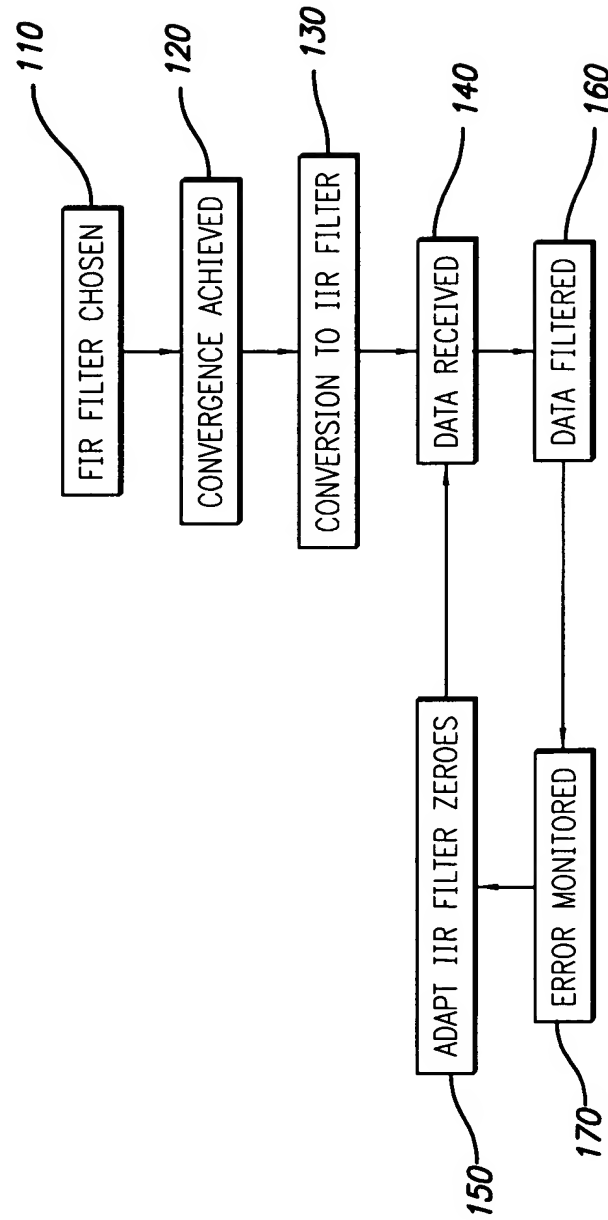 FIR FILTER CHOSEN
110
CONVERGENCE ACHIEVED
120
CONVERSION TO IIR FILTER
130
DATA RECEIVED
140
ADAPT IIR FILTER ZEROES
150
DATA FILTERED
160
ERROR MONITORED
170